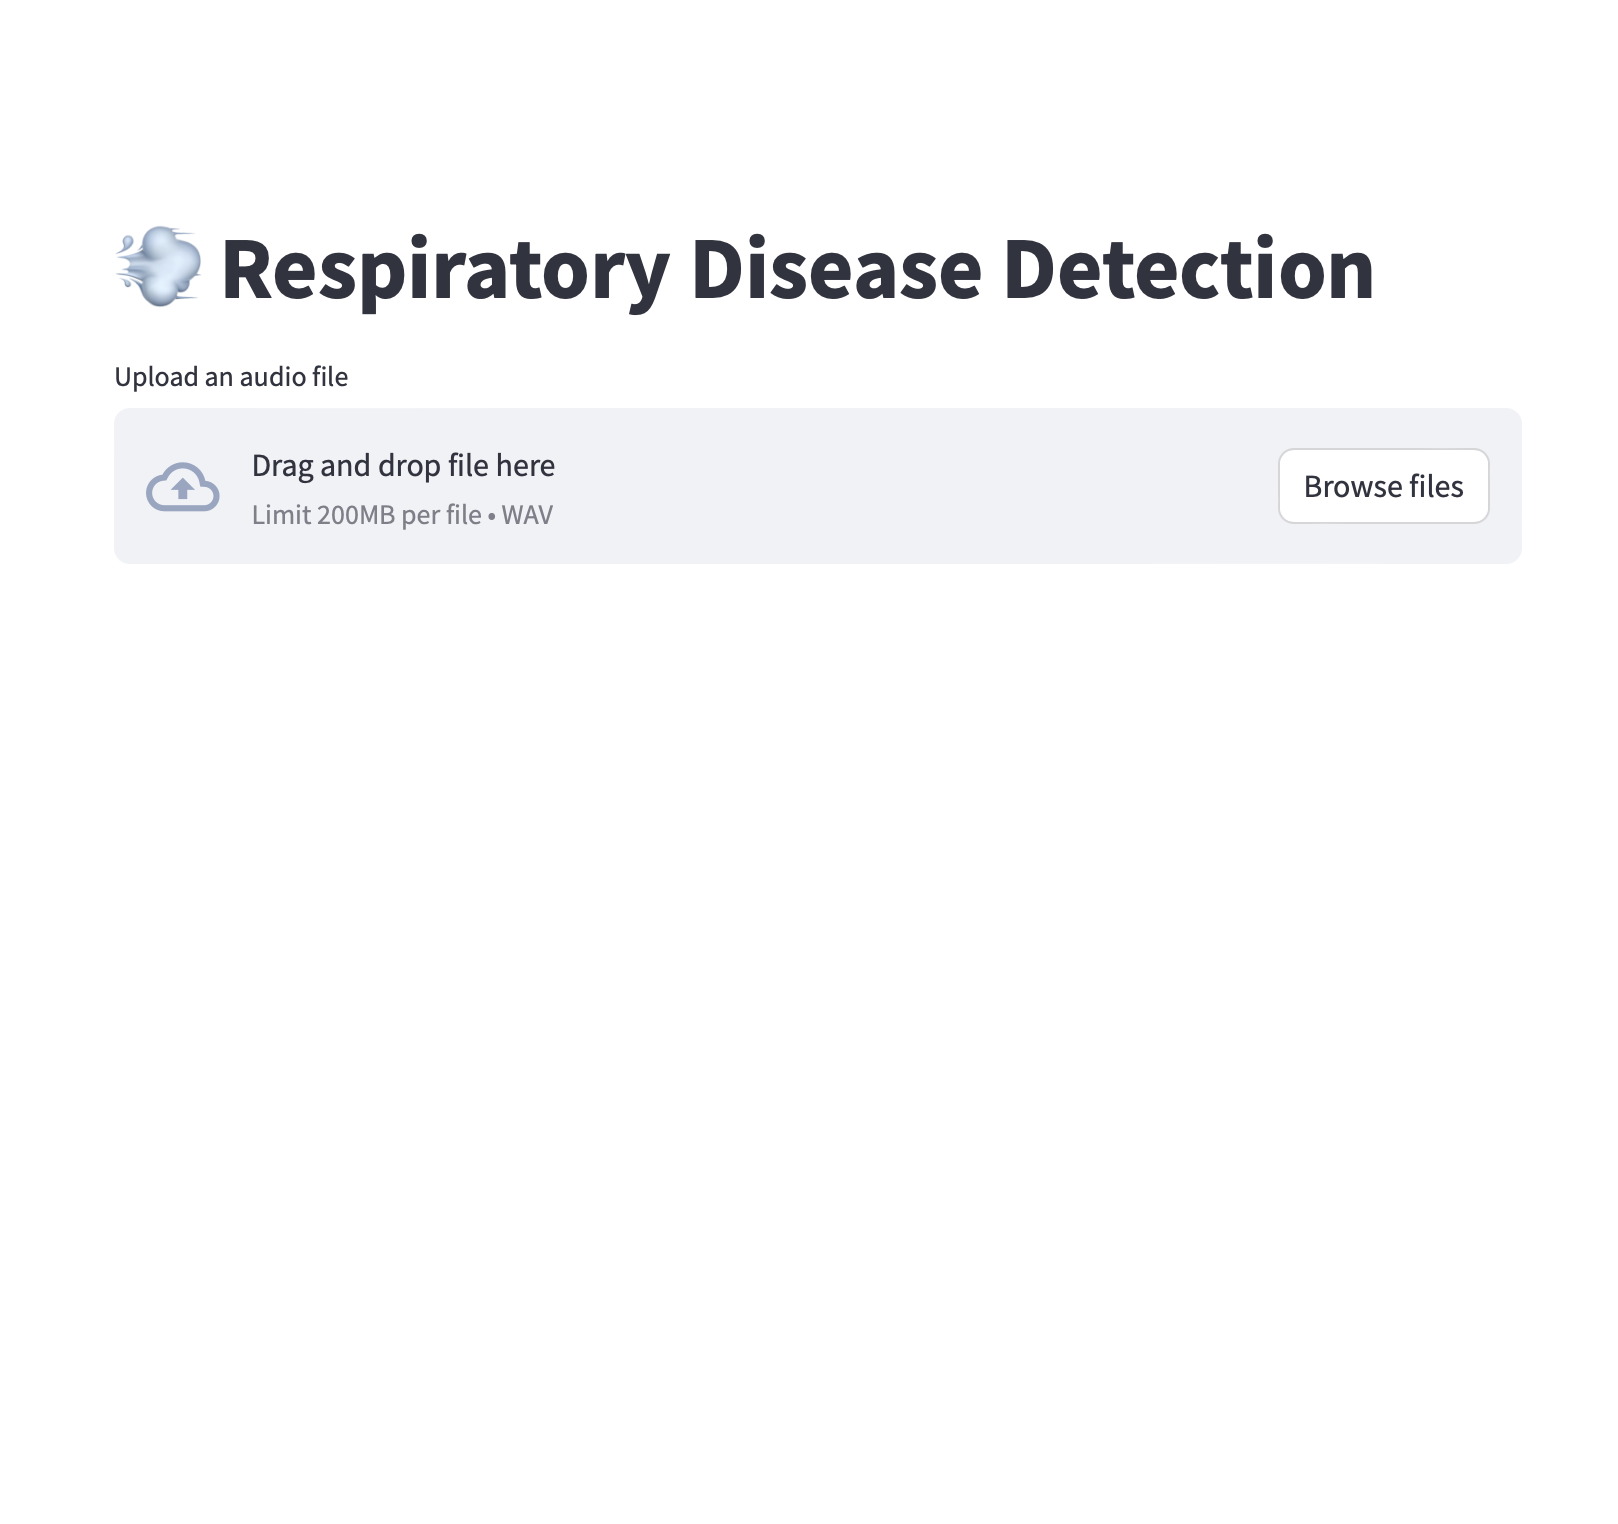 Respiratory Disease Detection
Upload an audio file
Drag and drop file here
Limit 200MB per file • WAV
Browse files